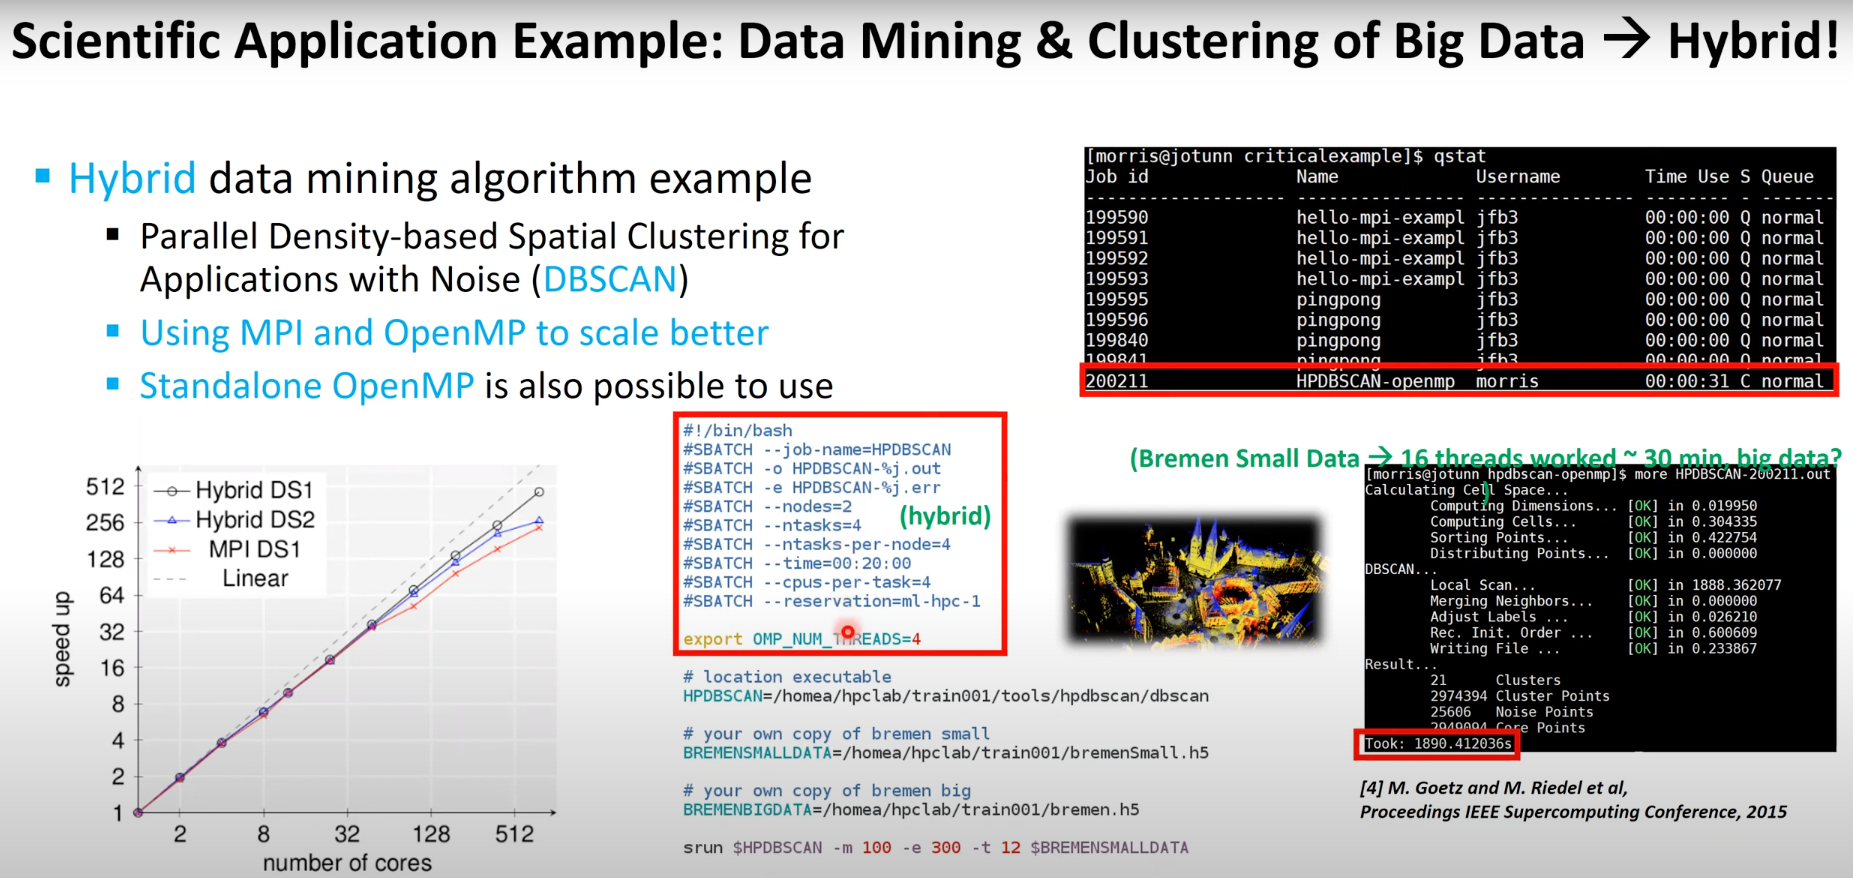 Scientific Application Example: Data Mining & Clustering of Big Data → Hybrid!
▪ Hybrid data mining algorithm example
▪ Parallel Density-based Spatial Clustering for
Applications with Noise (DBSCAN)
▪ Using MPI and OpenMP to scale better
▪ Standalone OpenMP is also possible to use
[morris@jotunn criticalexample]$ qstat
Job id Name Username Time Use S Queue
------------------- ---------------- --------------- -------- - -------
199590 hello-mpi-exampl jfb3 00:00:00 Q normal
199591 hello-mpi-exampl jfb3 00:00:00 Q normal
199592 hello-mpi-exampl jfb3 00:00:00 Q normal
199593 hello-mpi-exampl jfb3 00:00:00 Q normal
199595 pingpong jfb3 00:00:00 Q normal
199596 pingpong jfb3 00:00:00 Q normal
199840 pingpong jfb3 00:00:00 Q normal
199841 pingpong jfb3 00:00:00 Q normal
200211 HPDBSCAN-openmp morris 00:00:31 C normal
512
256
128
64
32
16
8
4
2
1
speed up
Hybrid DS1
Hybrid DS2
MPI DS1
Linear
2 8 32 128 512
number of cores
#!/bin/bash
#SBATCH --job-name=HPDBSCAN
#SBATCH -o HPDBSCAN-%j.out
#SBATCH -e HPDBSCAN-%j.err
#SBATCH --nodes=2
#SBATCH --ntasks=4
#SBATCH --ntasks-per-node=4
#SBATCH --time=00:20:00
#SBATCH --cpus-per-task=4
#SBATCH --reservation=ml-hpc-1
(hybrid)
export OMP_NUM_THREADS=4
# location executable
HPDBSCAN=/homea/hpclab/train001/tools/hpdbscan/dbscan
# your own copy of bremen small
BREMENSMALLDATA=/homea/hpclab/train001/bremenSmall.h5
# your own copy of bremen big
BREMENBIGDATA=/homea/hpclab/train001/bremen.h5
srun $HPDBSCAN -m 100 -e 300 -t 12 $BREMENSMALLDATA
(Bremen Small Data → 16 threads worked ~ 30 min, big data?
)
[morris@jotunn hpdbscan-openmp]$ more HPDBSCAN-200211.out
Calculating Cell Space...
Computing Dimensions... [OK] in 0.019950
Computing Cells... [OK] in 0.304335
Sorting Points... [OK] in 0.422754
Distributing Points... [OK] in 0.000000
DBSCAN...
Local Scan... [OK] in 1888.362077
Merging Neighbors... [OK] in 0.000000
Adjust Labels ... [OK] in 0.026210
Rec. Init. Order ... [OK] in 0.600609
Writing File ... [OK] in 0.233867
Result...
21 Clusters
2974394 Cluster Points
25606 Noise Points
2949094 Core Points
Took: 1890.412036s
[4] M. Goetz and M. Riedel et al,
Proceedings IEEE Supercomputing Conference, 2015